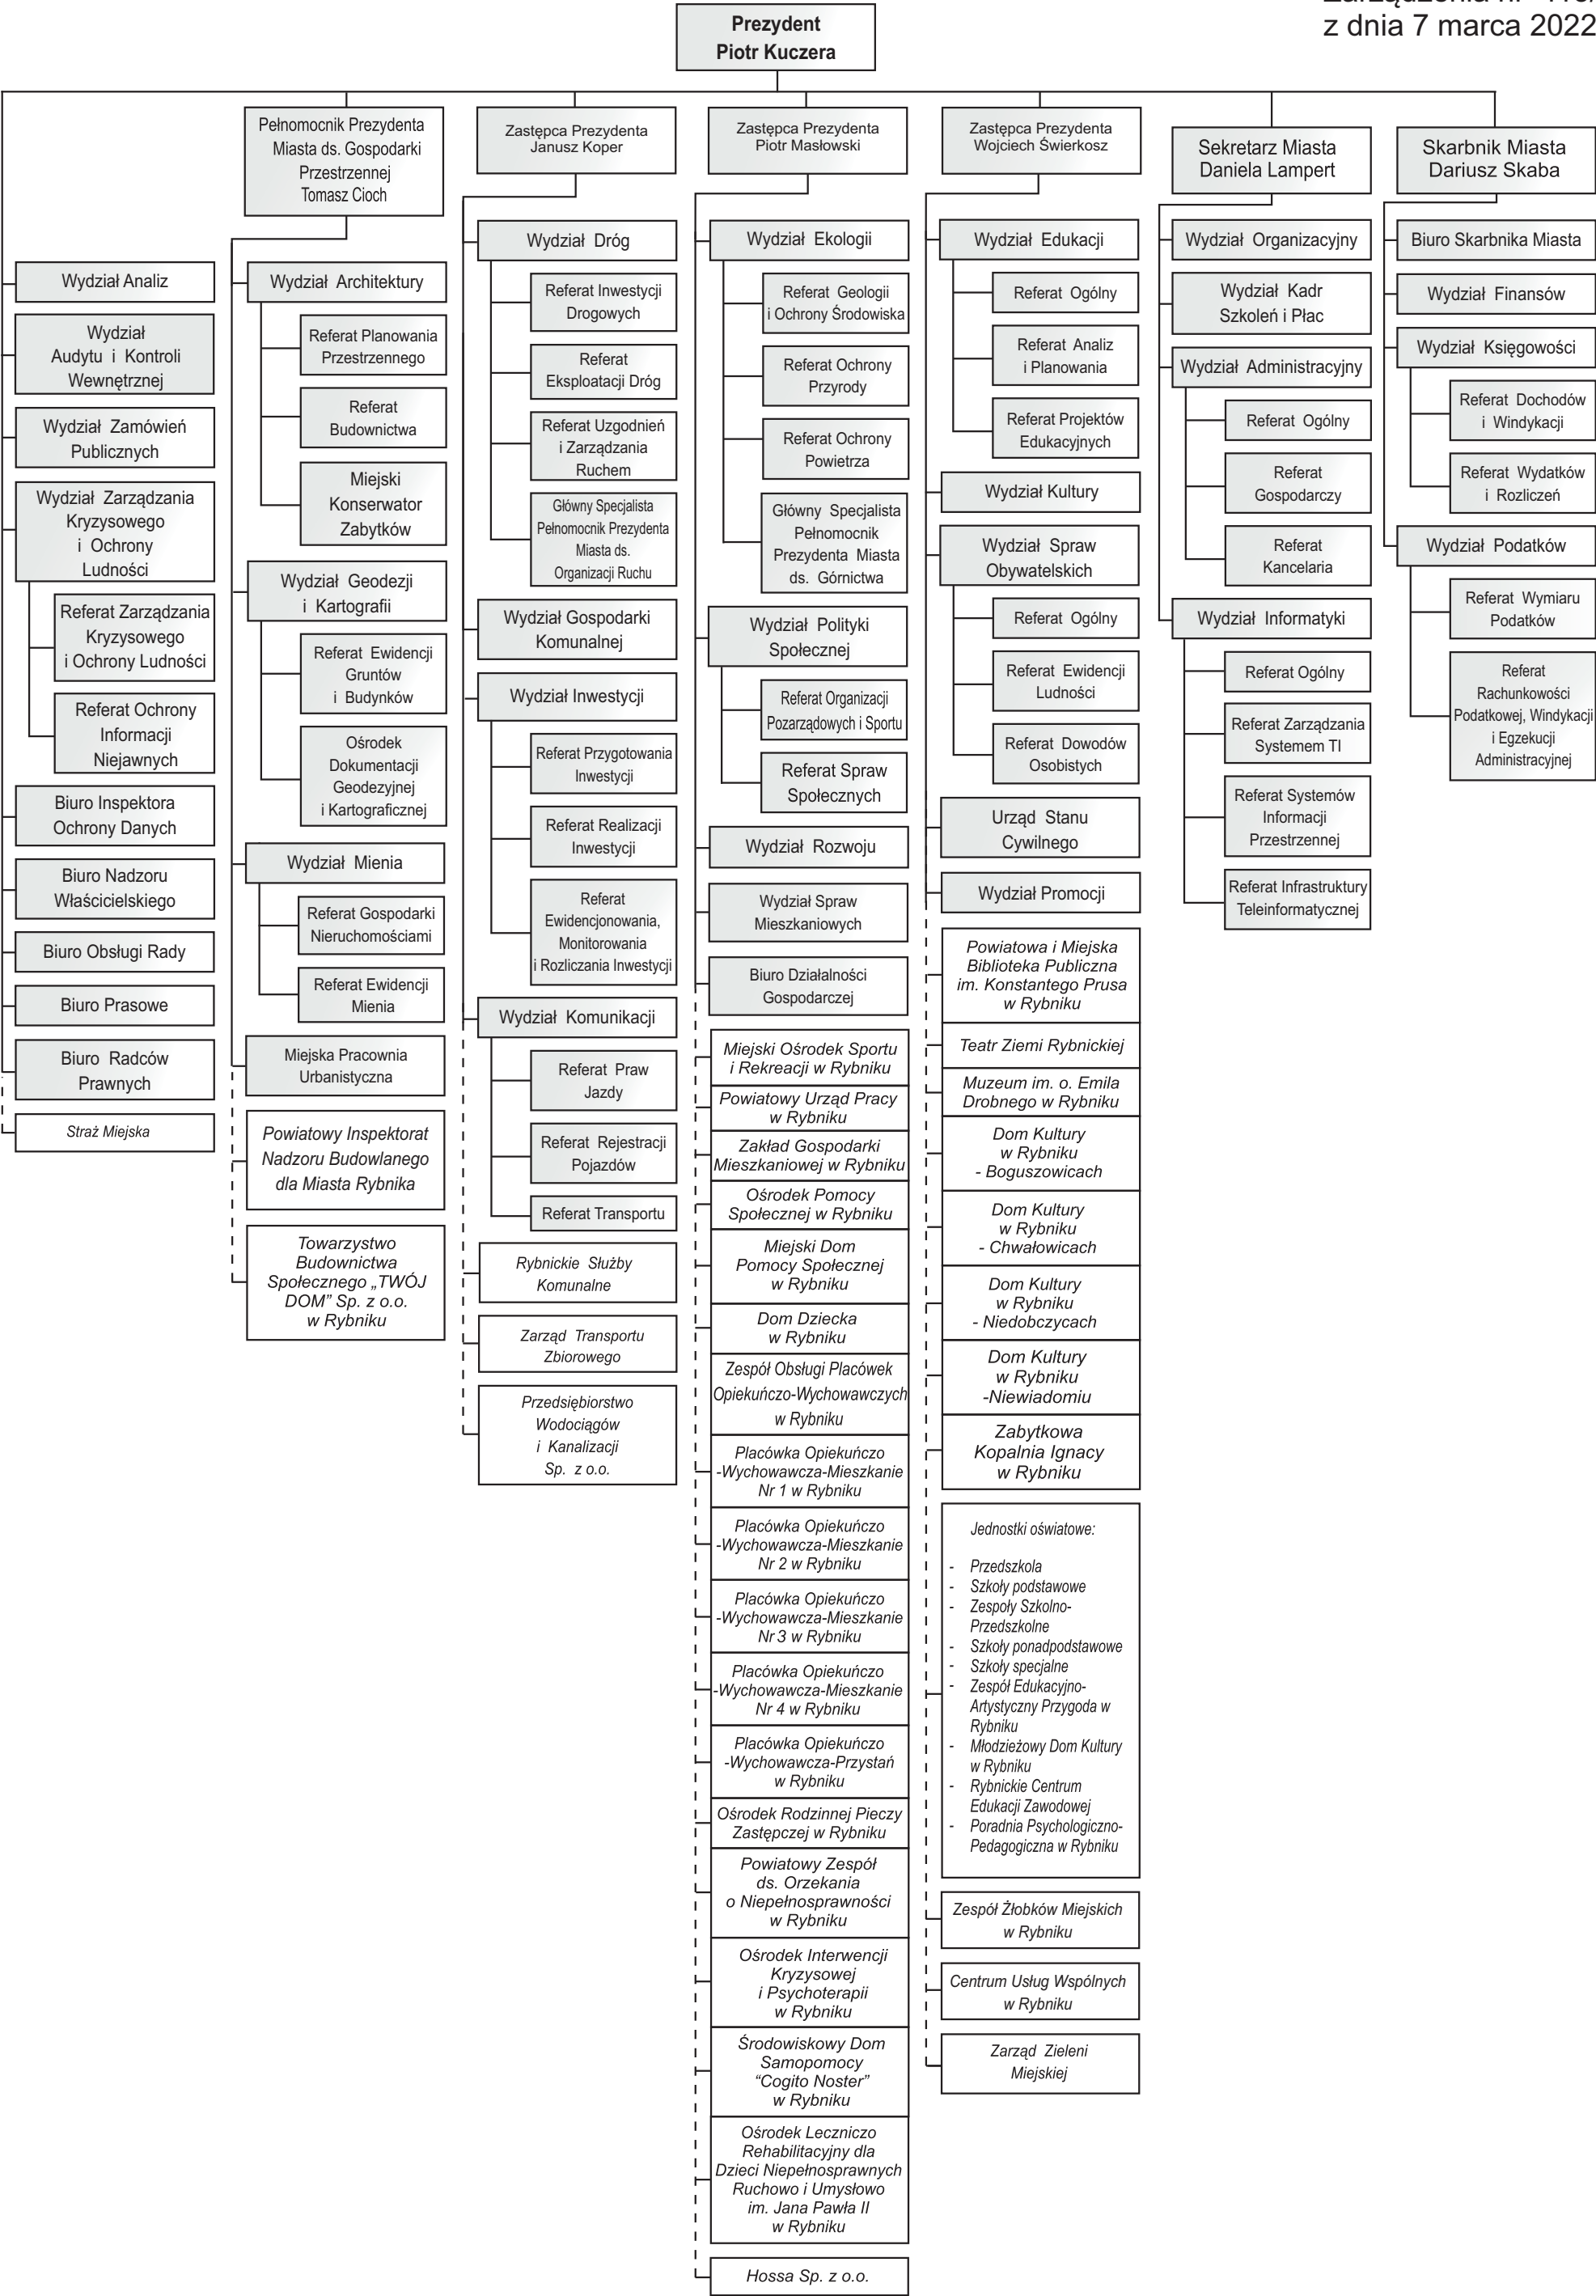 z dnia 7 marca 2022
Prezydent
Piotr Kuczera
Pełnomocnik Prezydenta
Miasta ds. Gospodarki
Przestrzennej
Tomasz Cioch
Zastępca Prezydenta
Janusz Koper
Zastępca Prezydenta
Piotr Masłowski
Zastępca Prezydenta
Wojciech Świerkosz
Sekretarz Miasta
Daniela Lampert
Skarbnik Miasta
Dariusz Skaba
Wydział Analiz
Wydział
Audytu i Kontroli
Wewnętrznej
Wydział Zamówień
Publicznych
Wydział Zarządzania
Kryzysowego
i Ochrony
Ludności
Referat Zarządzania
Kryzysowego
i Ochrony Ludności
Referat Ochrony
Informacji
Niejawnych
Biuro Inspektora
Ochrony Danych
Biuro Nadzoru
Właścicielskiego
Biuro Obsługi Rady
Biuro Prasowe
Biuro Radców
Prawnych
Straż Miejska
Wydział Architektury
Referat Planowania
Przestrzennego
Referat
Budownictwa
Miejski
Konserwator
Zabytków
Wydział Geodezji
i Kartografii
Referat Ewidencji
Gruntów
i Budynków
Ośrodek
Dokumentacji
Geodezyjnej
i Kartograficznej
Wydział Mienia
Referat Gospodarki
Nieruchomościami
Referat Ewidencji
Mienia
Miejska Pracownia
Urbanistyczna
Powiatowy Inspektorat
Nadzoru Budowlanego
dla Miasta Rybnika
Towarzystwo
Budownictwa
Społecznego „TWÓJ
DOM” Sp. z o.o.
w Rybniku
Wydział Dróg
Referat Inwestycji
Drogowych
Referat
Eksploatacji Dróg
Referat Uzgodnień
i Zarządzania
Ruchem
Główny Specjalista
Pełnomocnik Prezydenta
Miasta ds.
Organizacji Ruchu
Wydział Gospodarki
Komunalnej
Wydział Inwestycji
Referat Przygotowania
Inwestycji
Referat Realizacji
Inwestycji
Referat
Ewidencjonowania,
Monitorowania
i Rozliczania Inwestycji
Wydział Komunikacji
Referat Praw
Jazdy
Referat Rejestracji
Pojazdów
Referat Transportu
Rybnickie Służby
Komunalne
Zarząd Transportu
Zbiorowego
Przedsiębiorstwo
Wodociągów
i Kanalizacji
Sp. z o.o.
Wydział Ekologii
Referat Geologii
i Ochrony Środowiska
Referat Ochrony
Przyrody
Referat Ochrony
Powietrza
Główny Specjalista
Pełnomocnik
Prezydenta Miasta
ds. Górnictwa
Wydział Polityki
Społecznej
Referat Organizacji
Pozarządowych i Sportu
Referat Spraw
Społecznych
Wydział Rozwoju
Wydział Spraw
Mieszkaniowych
Biuro Działalności
Gospodarczej
Miejski Ośrodek Sportu
i Rekreacji w Rybniku
Powiatowy Urząd Pracy
w Rybniku
Zakład Gospodarki
Mieszkaniowej w Rybniku
Ośrodek Pomocy
Społecznej w Rybniku
Miejski Dom
Pomocy Społecznej
w Rybniku
Dom Dziecka
w Rybniku
Zespół Obsługi Placówek
Opiekuńczo-Wychowawczych
w Rybniku
Placówka Opiekuńczo
-Wychowawcza-Mieszkanie
Nr 1 w Rybniku
Placówka Opiekuńczo
-Wychowawcza-Mieszkanie
Nr 2 w Rybniku
Placówka Opiekuńczo
-Wychowawcza-Mieszkanie
Nr 3 w Rybniku
Placówka Opiekuńczo
-Wychowawcza-Mieszkanie
Nr 4 w Rybniku
Placówka Opiekuńczo
-Wychowawcza-Przystań
w Rybniku
Ośrodek Rodzinnej Pieczy
Zastępczej w Rybniku
Powiatowy Zespół
ds. Orzekania
o Niepełnosprawności
w Rybniku
Ośrodek Interwencji
Kryzysowej
i Psychoterapii
w Rybniku
Środowiskowy Dom
Samopomocy
“Cogito Noster”
w Rybniku
Ośrodek Leczniczo
Rehabilitacyjny dla
Dzieci Niepełnosprawnych
Ruchowo i Umysłowo
im. Jana Pawła II
w Rybniku
Hossa Sp. z o.o.
Wydział Edukacji
Referat Ogólny
Referat Analiz
i Planowania
Referat Projektów
Edukacyjnych
Wydział Kultury
Wydział Spraw
Obywatelskich
Referat Ogólny
Referat Ewidencji
Ludności
Referat Dowodów
Osobistych
Urząd Stanu
Cywilnego
Wydział Promocji
Powiatowa i Miejska
Biblioteka Publiczna
im. Konstantego Prusa
w Rybniku
Teatr Ziemi Rybnickiej
Muzeum im. o. Emila
Drobnego w Rybniku
Dom Kultury
w Rybniku
- Boguszowicach
Dom Kultury
w Rybniku
- Chwałowicach
Dom Kultury
w Rybniku
- Niedobczycach
Dom Kultury
w Rybniku
-Niewiadomiu
Zabytkowa
Kopalnia Ignacy
w Rybniku
Jednostki oświatowe:
- Przedszkola
- Szkoły podstawowe
- Zespoły Szkolno-
Przedszkolne
- Szkoły ponadpodstawowe
- Szkoły specjalne
- Zespół Edukacyjno-
Artystyczny Przygoda w
Rybniku
- Młodzieżowy Dom Kultury
w Rybniku
- Rybnickie Centrum
Edukacji Zawodowej
- Poradnia Psychologiczno-
Pedagogiczna w Rybniku
Zespół Żłobków Miejskich
w Rybniku
Centrum Usług Wspólnych
w Rybniku
Zarząd Zieleni
Miejskiej
Wydział Organizacyjny
Wydział Kadr
Szkoleń i Płac
Wydział Administracyjny
Referat Ogólny
Referat
Gospodarczy
Referat
Kancelaria
Wydział Informatyki
Referat Ogólny
Referat Zarządzania
Systemem TI
Referat Systemów
Informacji
Przestrzennej
Referat Infrastruktury
Teleinformatycznej
Biuro Skarbnika Miasta
Wydział Finansów
Wydział Księgowości
Referat Dochodów
i Windykacji
Referat Wydatków
i Rozliczeń
Wydział Podatków
Referat Wymiaru
Podatków
Referat
Rachunkowości
Podatkowej, Windykacji
i Egzekucji
Administracyjnej